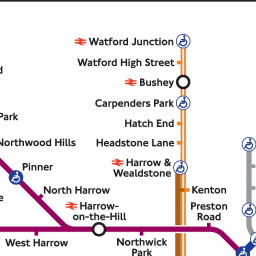 Watford Junction
Watford High Street
Bushey
Carpenders Park
Park
Hatch End
Northwood Hills
Headstone Lane
Harrow &
Wealdstone
Pinner
North Harrow
Kenton
Harrow-
on-the-Hill
Preston
Road
West Harrow
Northwick
Park